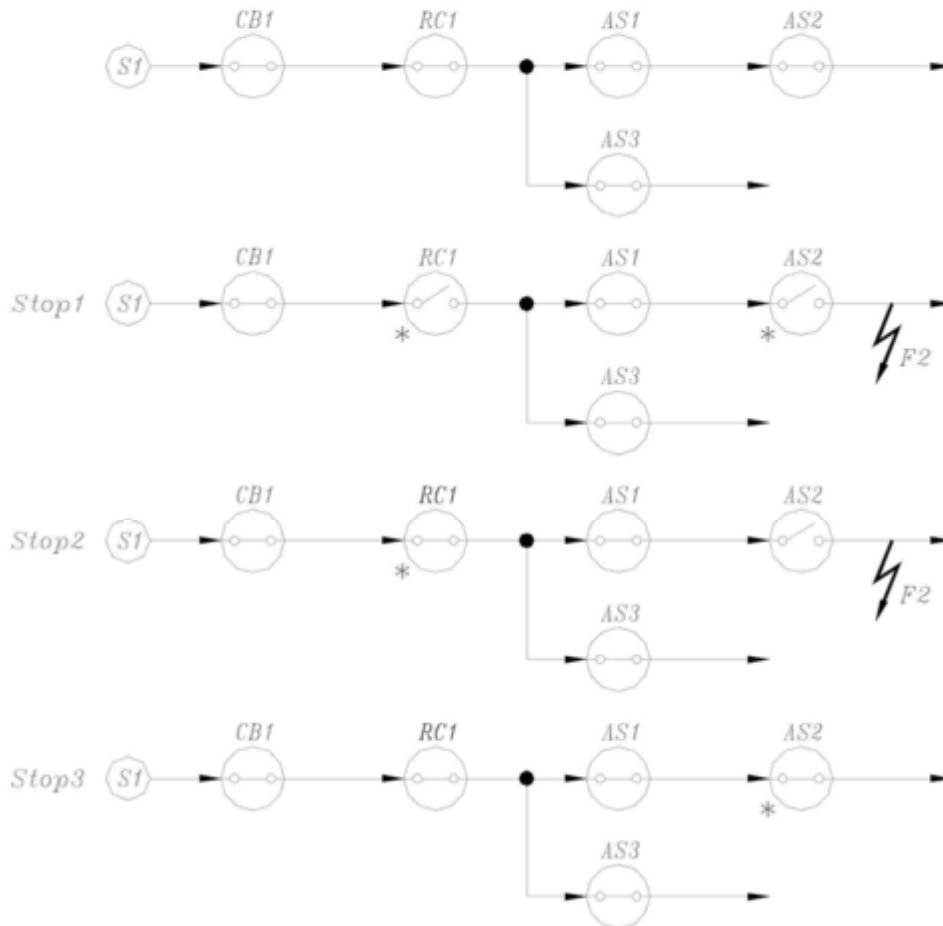 CB1 RC1 AS1 AS2
S1
AS3
CB1 RC1 AS1 AS2
Stop1 S1
* *
F2
AS3
CB1 RC1 AS1 AS2
Stop2 S1
*
F2
AS3
CB1 RC1 AS1 AS2
Stop3 S1
*
AS3